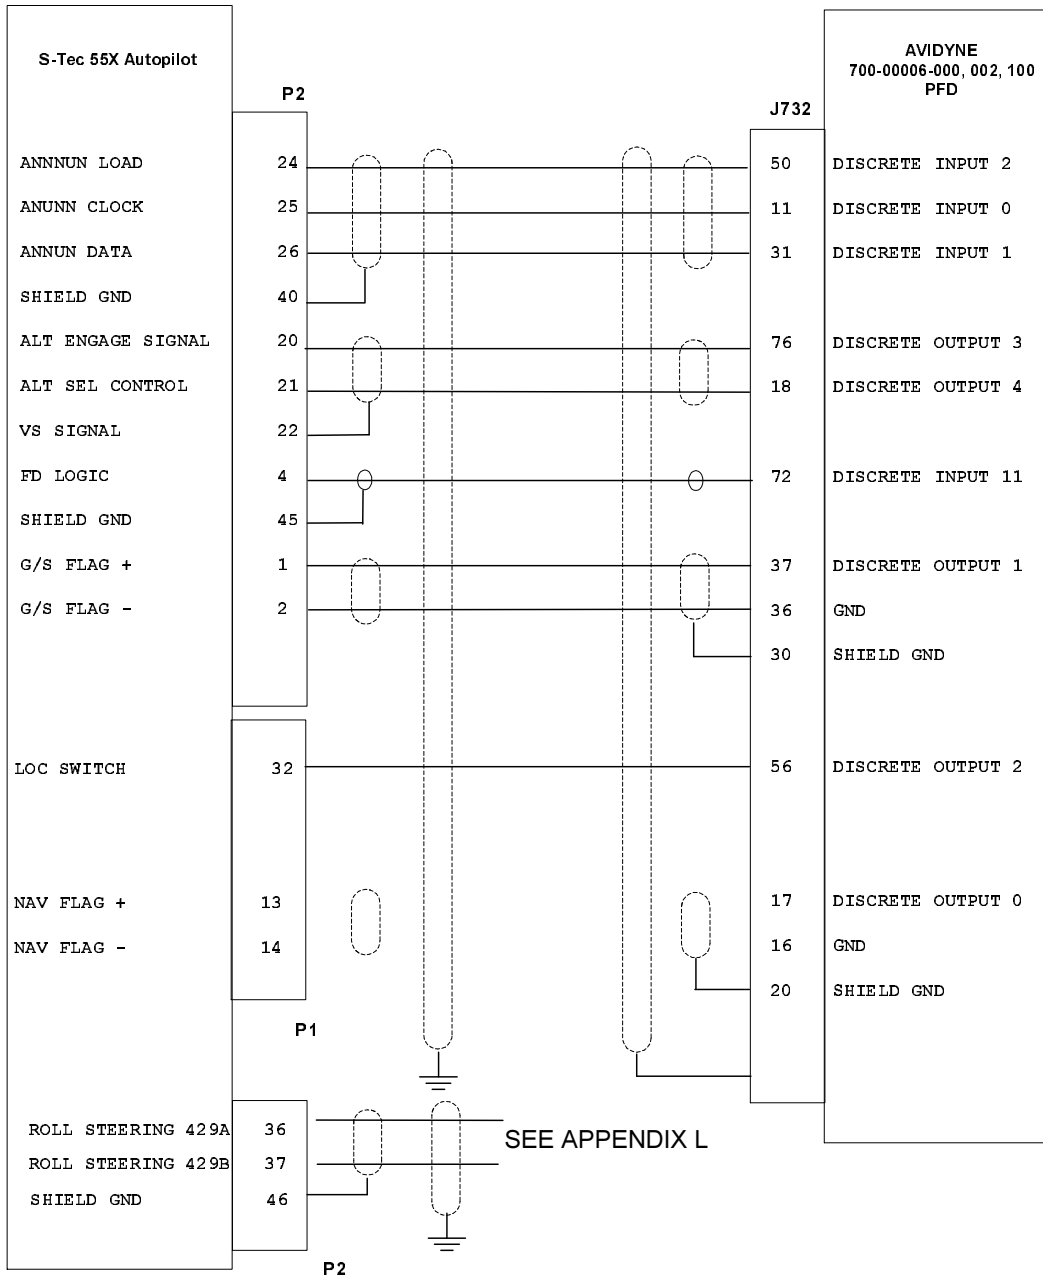 S-Tec 55X Autopilot
AVIDYNE
700-00006-000, 002, 100
PFD
P2
J732
ANNNUN LOAD 24 50 DISCRETE INPUT 2
ANUNN CLOCK 25 11 DISCRETE INPUT 0
ANNUN DATA 26 31 DISCRETE INPUT 1
SHIELD GND 40
ALT ENGAGE SIGNAL 20 76 DISCRETE OUTPUT 3
ALT SEL CONTROL 21 18 DISCRETE OUTPUT 4
VS SIGNAL 22
FD LOGIC 4 72 DISCRETE INPUT 11
SHIELD GND 45
G/S FLAG + 1 37 DISCRETE OUTPUT 1
G/S FLAG - 2 36 GND
30 SHIELD GND
LOC SWITCH 32 56 DISCRETE OUTPUT 2
NAV FLAG + 13 17 DISCRETE OUTPUT 0
NAV FLAG - 14 16 GND
20 SHIELD GND
P1
ROLL STEERING 429A 36
SEE APPENDIX L
ROLL STEERING 429B 37
SHIELD GND 46
P2